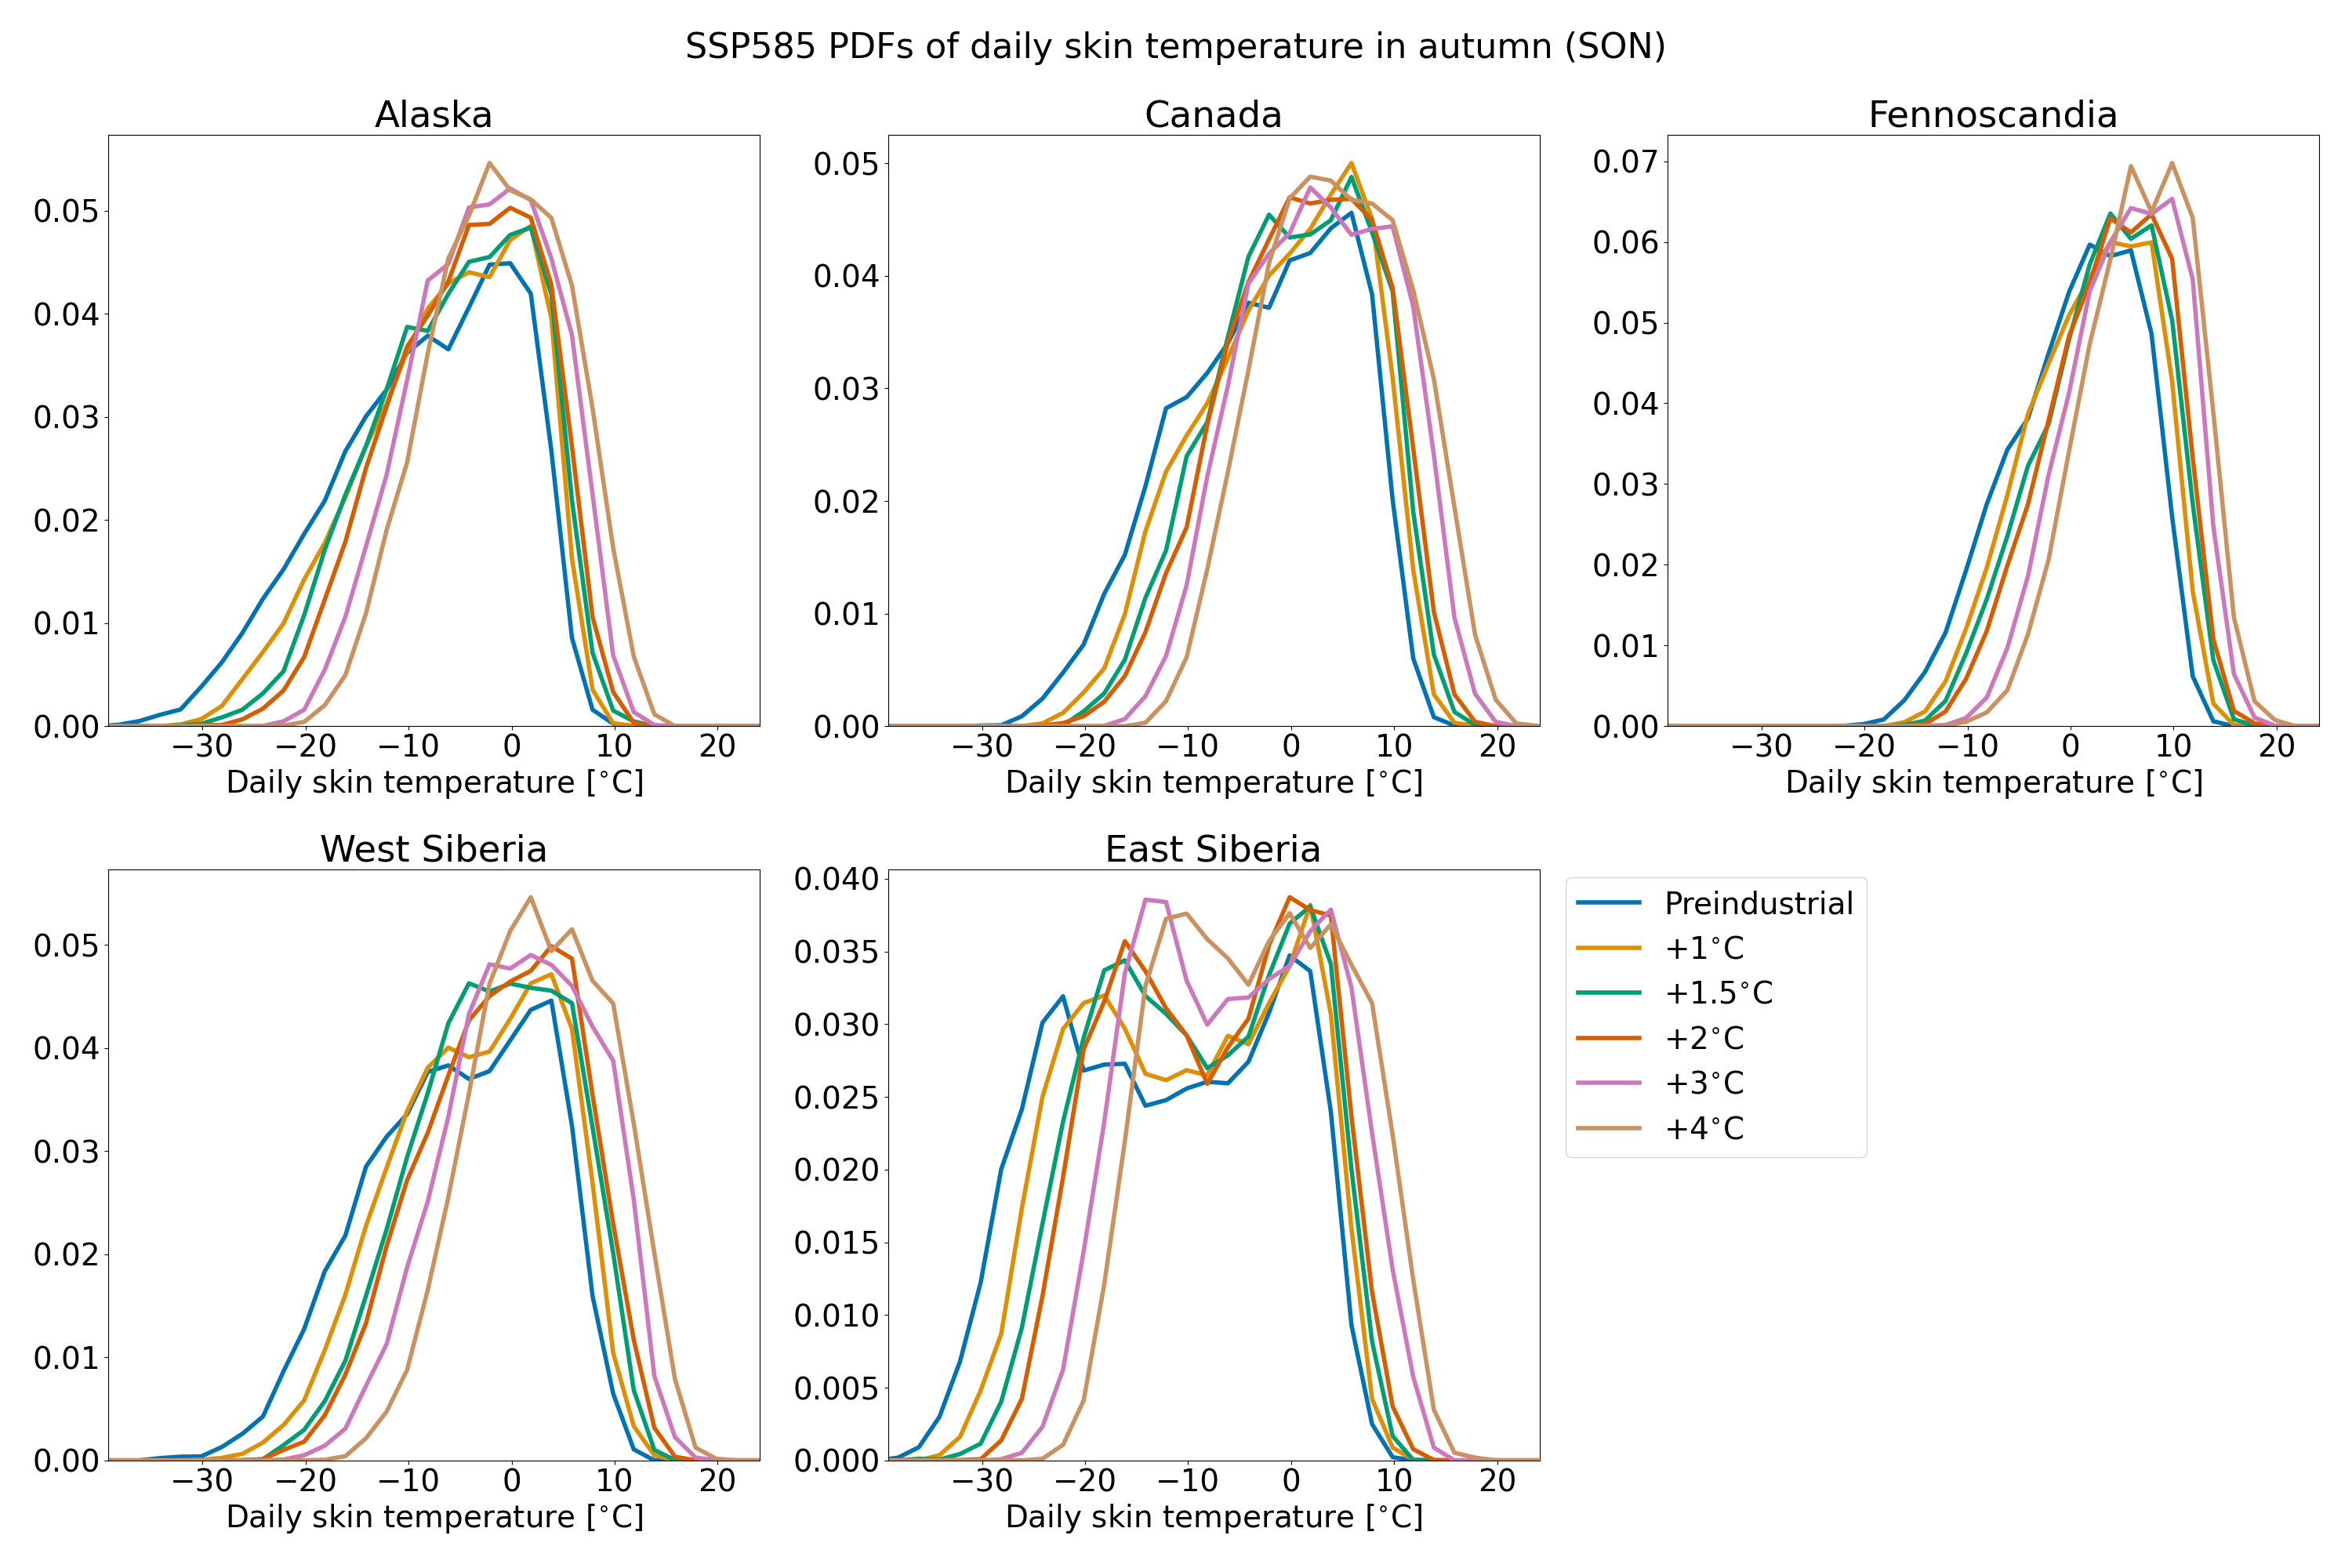 SSP585 PDFs of daily skin temperature in autumn (SON)
Alaska
0.05
0.04
0.03
0.02
0.01
0.00
−30 −20 −10 0 10 20
Daily skin temperature [°C]
Canada
0.05
0.04
0.03
0.02
0.01
0.00
−30 −20 −10 0 10 20
Daily skin temperature [°C]
Fennoscandia
0.07
0.06
0.05
0.04
0.03
0.02
0.01
0.00
−30 −20 −10 0 10 20
Daily skin temperature [°C]
West Siberia
0.05
0.04
0.03
0.02
0.01
0.00
−30 −20 −10 0 10 20
Daily skin temperature [°C]
East Siberia
0.040
0.035
0.030
0.025
0.020
0.015
0.010
0.005
0.000
−30 −20 −10 0 10 20
Daily skin temperature [°C]
Preindustrial
+1°C
+1.5°C
+2°C
+3°C
+4°C